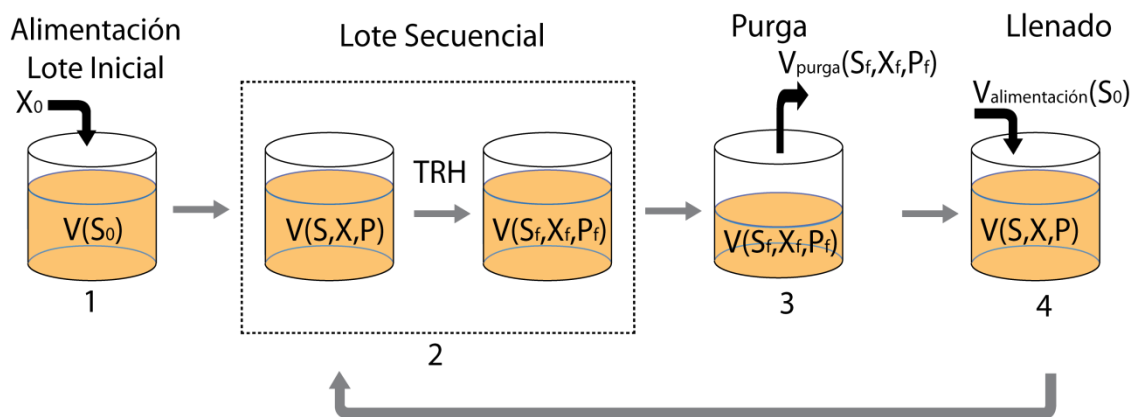 Alimentación
Lote Inicial
X₀
V(S₀)
1
Lote Secuencial
V(S,X,P)
TRH
V(Sf,Xf,Pf)
2
Purga
Vpurga(Sf,Xf,Pf)
V(Sf,Xf,Pf)
3
Llenado
Valimentación(S₀)
V(S,X,P)
4